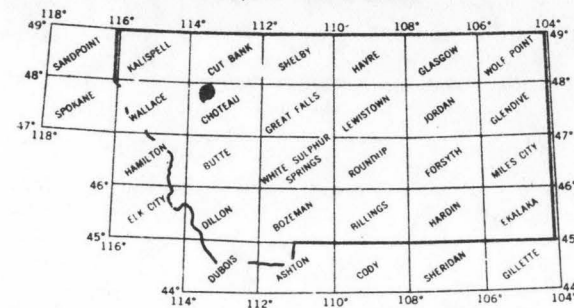 118°
49° 116° 114° 112° 110° 108° 106° 104°
49°
SANDPOINT KALISPELL CUT BANK SHELBY HAVRE GLASGOW WOLF POINT
48° 48°
SPOKANE WALLACE CHOTEAU GREAT FALLS LEWISTOWN JORDAN GLENDIVE
47° 47°
118°
HAMILTON BUTTE WHITE SULPHUR SPRINGS ROUNDUP FORSYTH MILES CITY
46° 46°
ELK CITY DILLON BOZEMAN BILLINGS HARDIN EKALAKA
45° 45°
116°
DUBOIS ASHTON CODY SHERIDAN GILLETTE
44° 44°
114° 112° 110° 108° 106° 104°